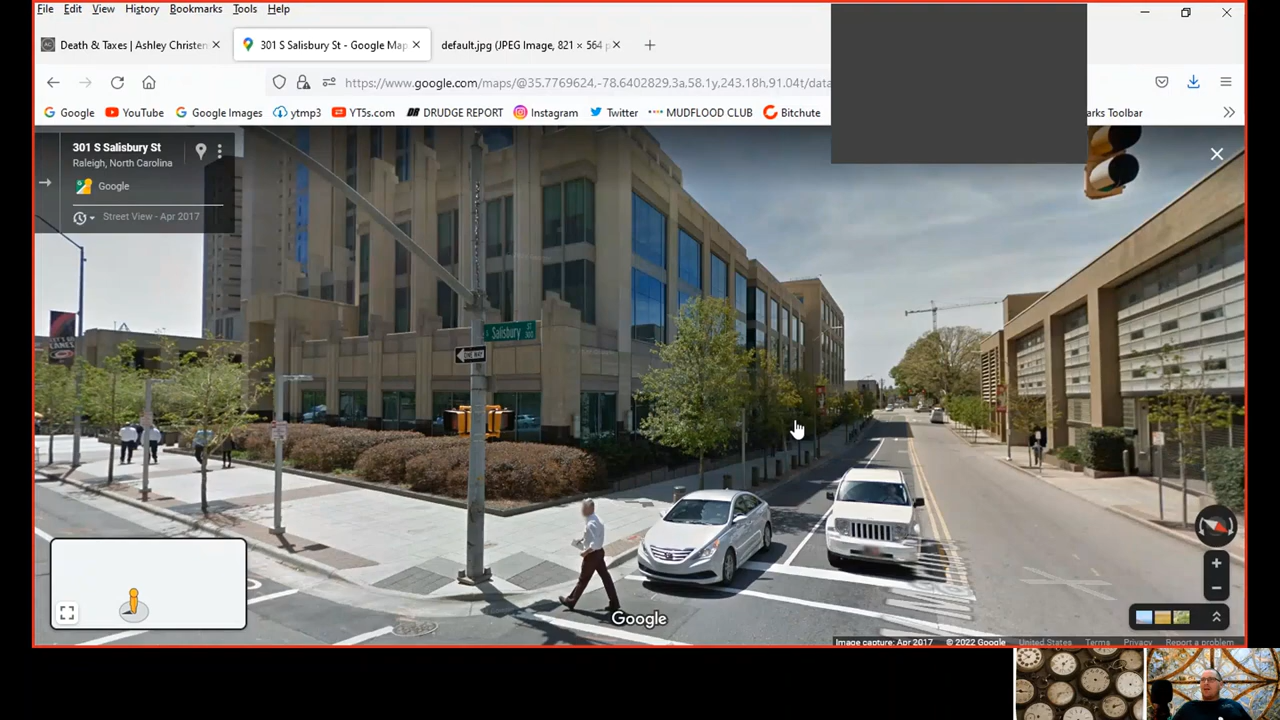 File Edit View History Bookmarks Tools Help
Death & Taxes | Ashley Christen
301 S Salisbury St - Google Map
default.jpg (JPEG Image, 821 × 564 p
https://www.google.com/maps/@35.7769624,-78.6402829,3a,58.1y,243.18h,91.04t/data
Google YouTube Google Images ytmp3 YT5s.com DRUDGE REPORT Instagram Twitter MUDFLOOD CLUB Bitchute arks Toolbar
301 S Salisbury St
Raleigh, North Carolina
Google
Street View - Apr 2017
Salisbury ST
ONE WAY
Google
Image capture: Apr 2017 © 2022 Google United States Terms Privacy Report a problem